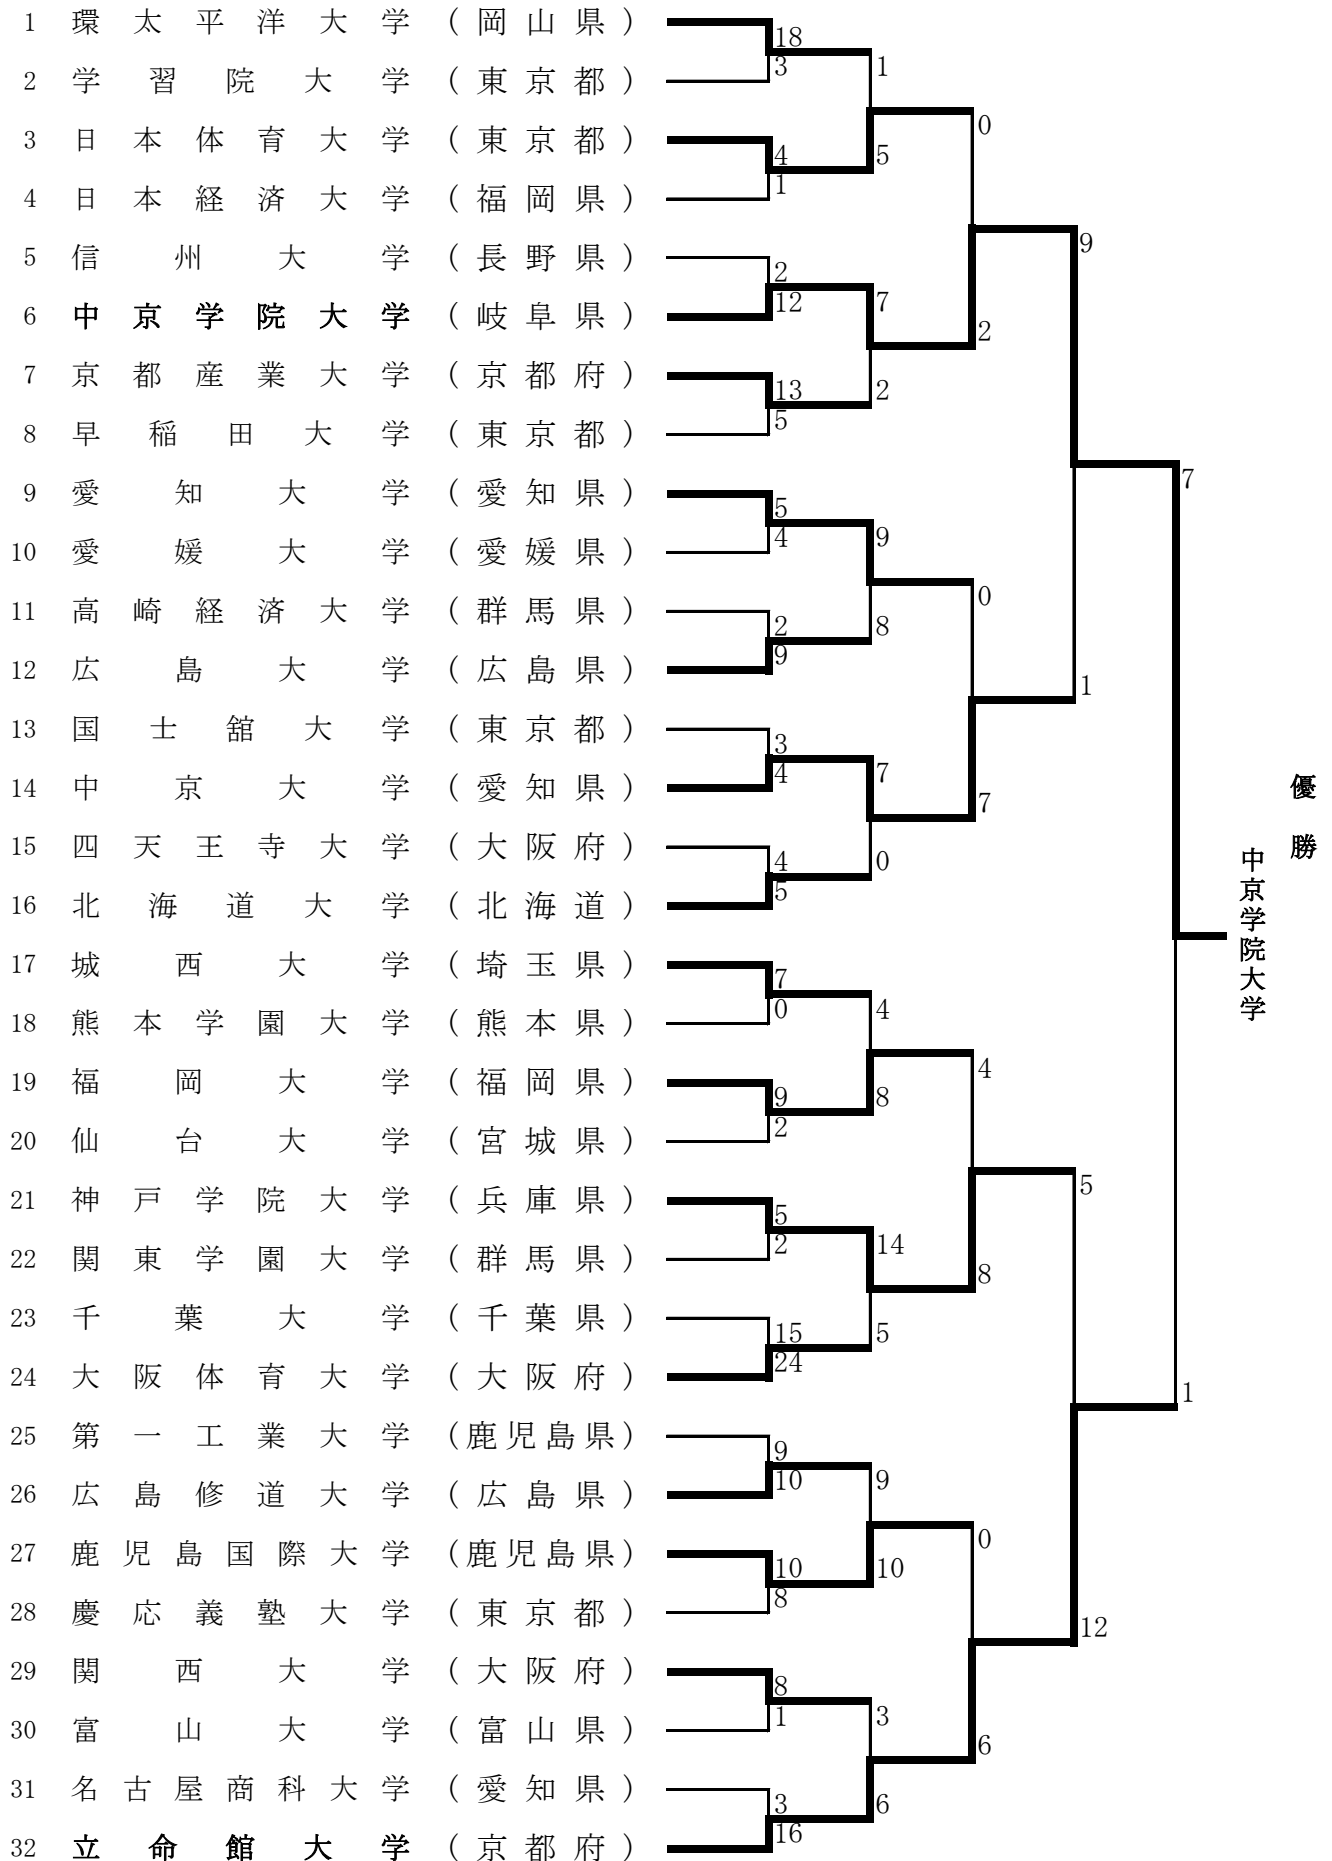 1 環太平洋大学 (岡山県)
18
3
1
2 学習院大学 (東京都)
0
3 日本体育大学 (東京都)
4
1
5
4 日本経済大学 (福岡県)
9
5 信州大学 (長野県)
2
12
7
6 中京学院大学 (岐阜県)
2
7 京都産業大学 (京都府)
13
5
2
8 早稲田大学 (東京都)
7
9 愛知大学 (愛知県)
5
4
9
10 愛媛大学 (愛媛県)
0
11 高崎経済大学 (群馬県)
2
9
8
12 広島大学 (広島県)
1
13 国士舘大学 (東京都)
3
4
7
14 中京大学 (愛知県)
7
15 四天王寺大学 (大阪府)
4
5
0
16 北海道大学 (北海道)
優勝
中京学院大学
17 城西大学 (埼玉県)
7
0
4
18 熊本学園大学 (熊本県)
4
19 福岡大学 (福岡県)
9
2
8
20 仙台大学 (宮城県)
5
21 神戸学院大学 (兵庫県)
5
2
14
22 関東学園大学 (群馬県)
8
23 千葉大学 (千葉県)
15
24
5
24 大阪体育大学 (大阪府)
1
25 第一工業大学 (鹿児島県)
9
10
9
26 広島修道大学 (広島県)
0
27 鹿児島国際大学 (鹿児島県)
10
8
10
28 慶応義塾大学 (東京都)
12
29 関西大学 (大阪府)
8
1
3
30 富山大学 (富山県)
6
31 名古屋商科大学 (愛知県)
3
16
6
32 立命館大学 (京都府)